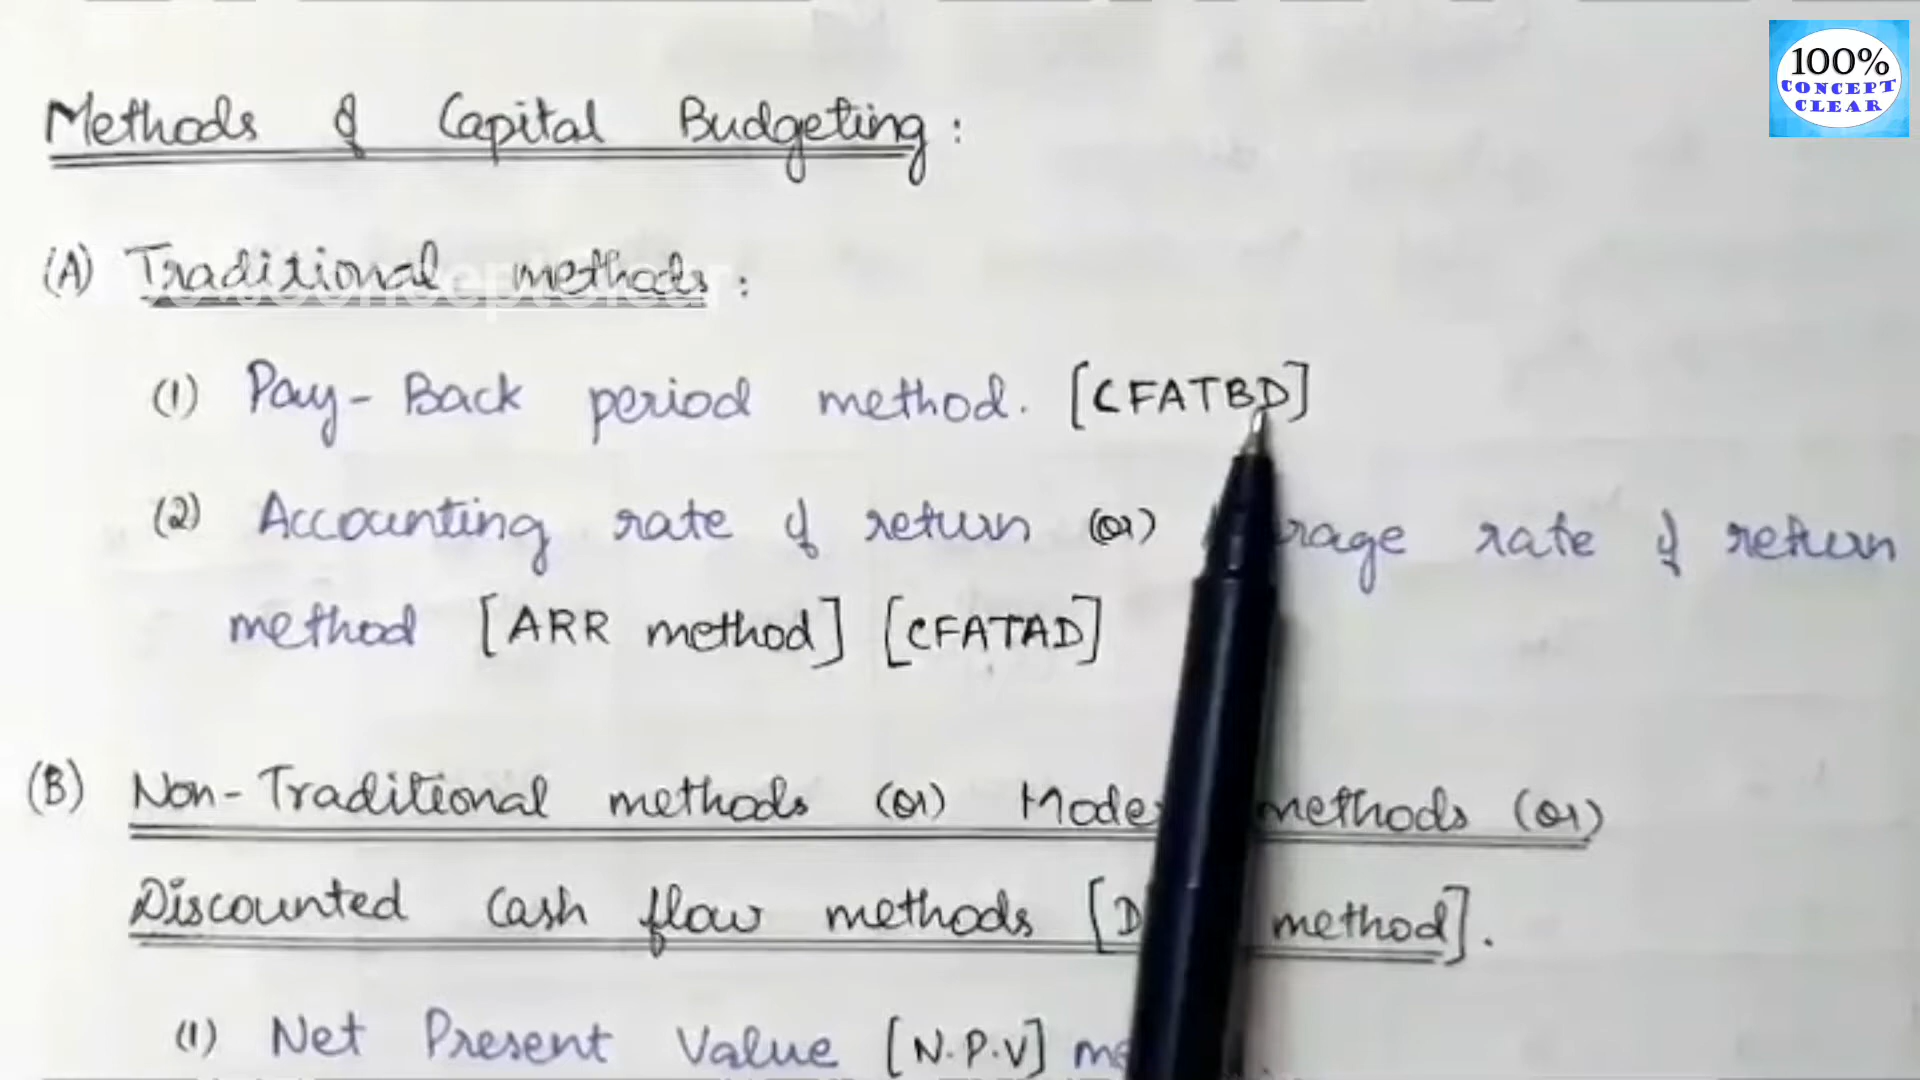 100%
CONCEPT
CLEAR
Methods of Capital Budgeting:
(A) Traditional methods:
(1) Pay-Back period method. [CFATBD]
(2) Accounting rate of return (or) rate of return
method [ARR method] [CFATAD]
(B) Non-Traditional methods (or) methods (or)
Discounted Cash flow methods [D method].
(1) Net Present Value [N.P.V]